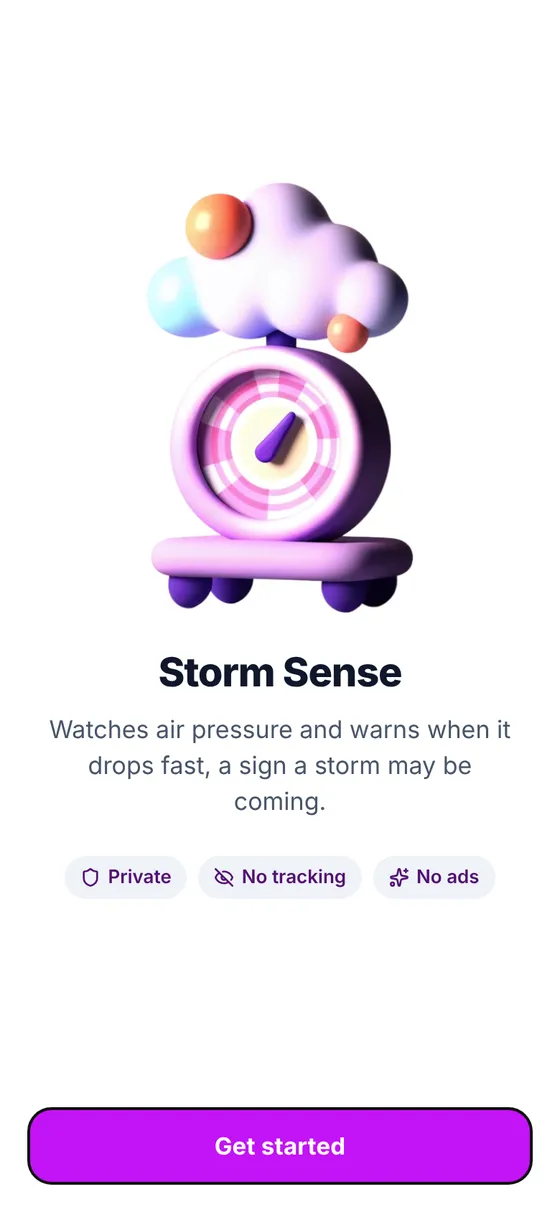 Storm Sense
Watches air pressure and warns when it
drops fast, a sign a storm may be
coming.
Private
No tracking
No ads
Get started